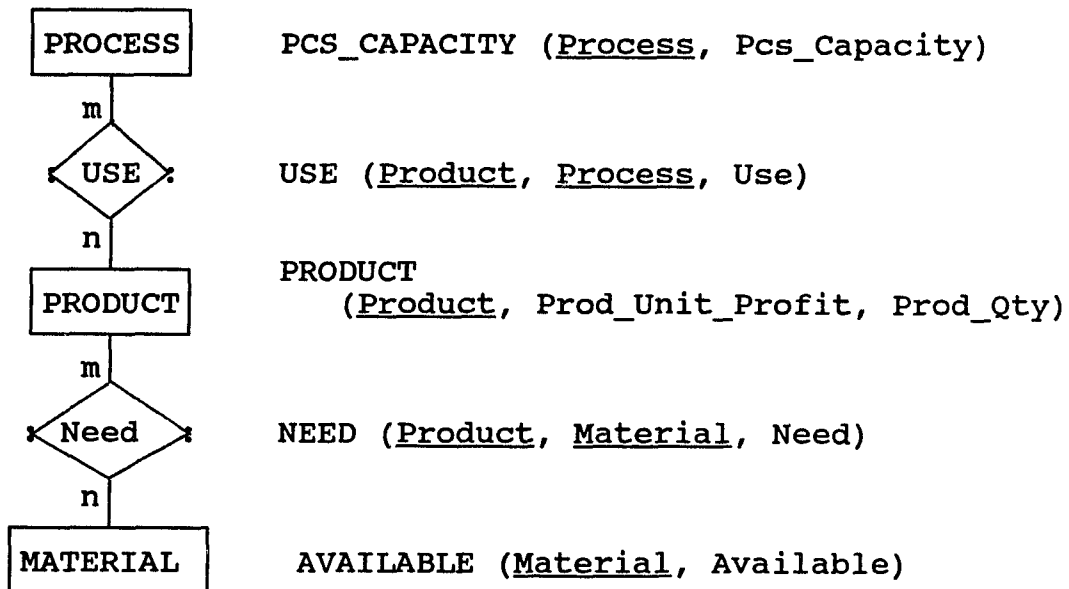 PROCESS PCS_CAPACITY (Process, Pcs_Capacity)
m
USE USE (Product, Process, Use)
n
PRODUCT
PRODUCT (Product, Prod_Unit_Profit, Prod_Qty)
m
Need NEED (Product, Material, Need)
n
MATERIAL AVAILABLE (Material, Available)